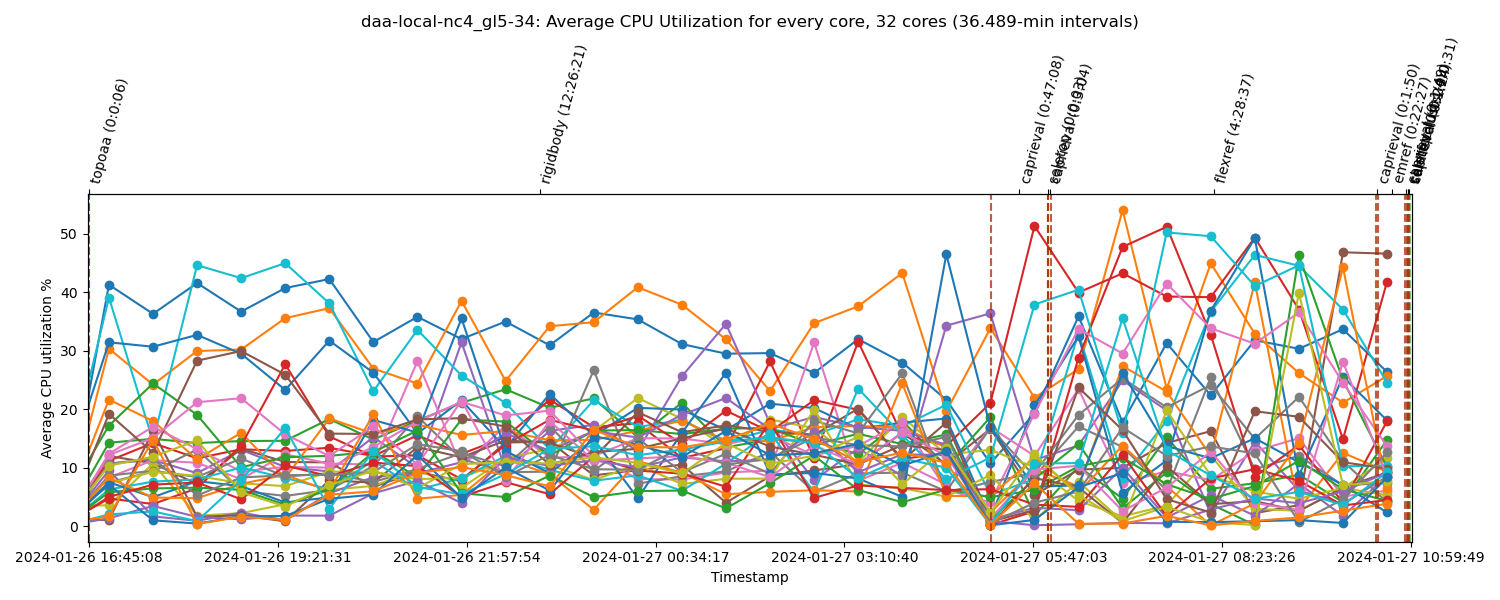 daa-local-nc4_gl5-34: Average CPU Utilization for every core, 32 cores (36.489-min intervals)
topoaa (0:0:06)
rigidbody (12:26:21)
caprieval (0:47:08)
flexref (4:28:37)
caprieval (0:1:50)
emref (0:22:27)
Average CPU utilization %
50
40
30
20
10
0
2024-01-26 16:45:08
2024-01-26 19:21:31
2024-01-26 21:57:54
2024-01-27 00:34:17
2024-01-27 03:10:40
2024-01-27 05:47:03
2024-01-27 08:23:26
2024-01-27 10:59:49
Timestamp